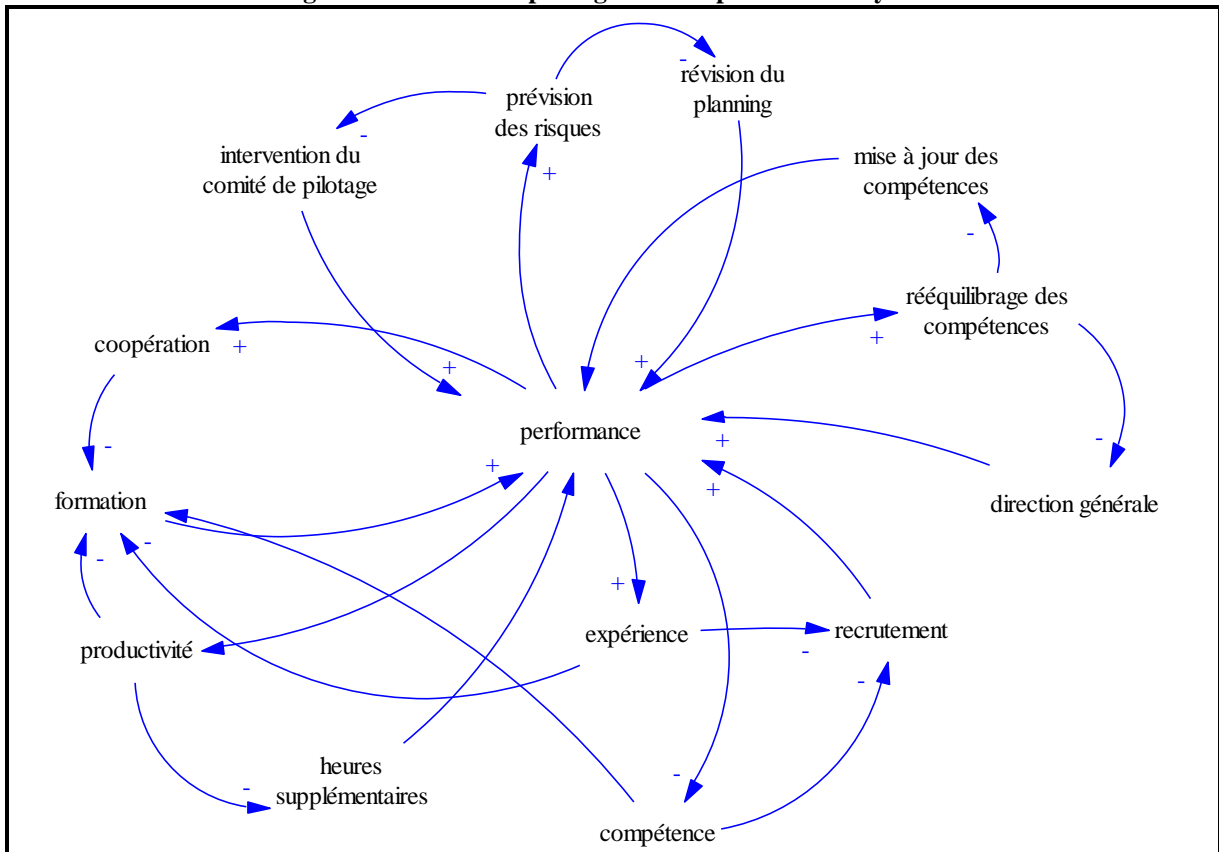 -
révision du
planning
prévision
des risques
-
intervention du
comité de pilotage
+
mise à jour des
compétences
-
rééquilibrage des
compétences
coopération
+
+
+
+
performance
+
-
-
+
+
formation
direction générale
-
-
+
expérience
-
recrutement
productivité
-
-
heures
supplémentaires
-
compétence